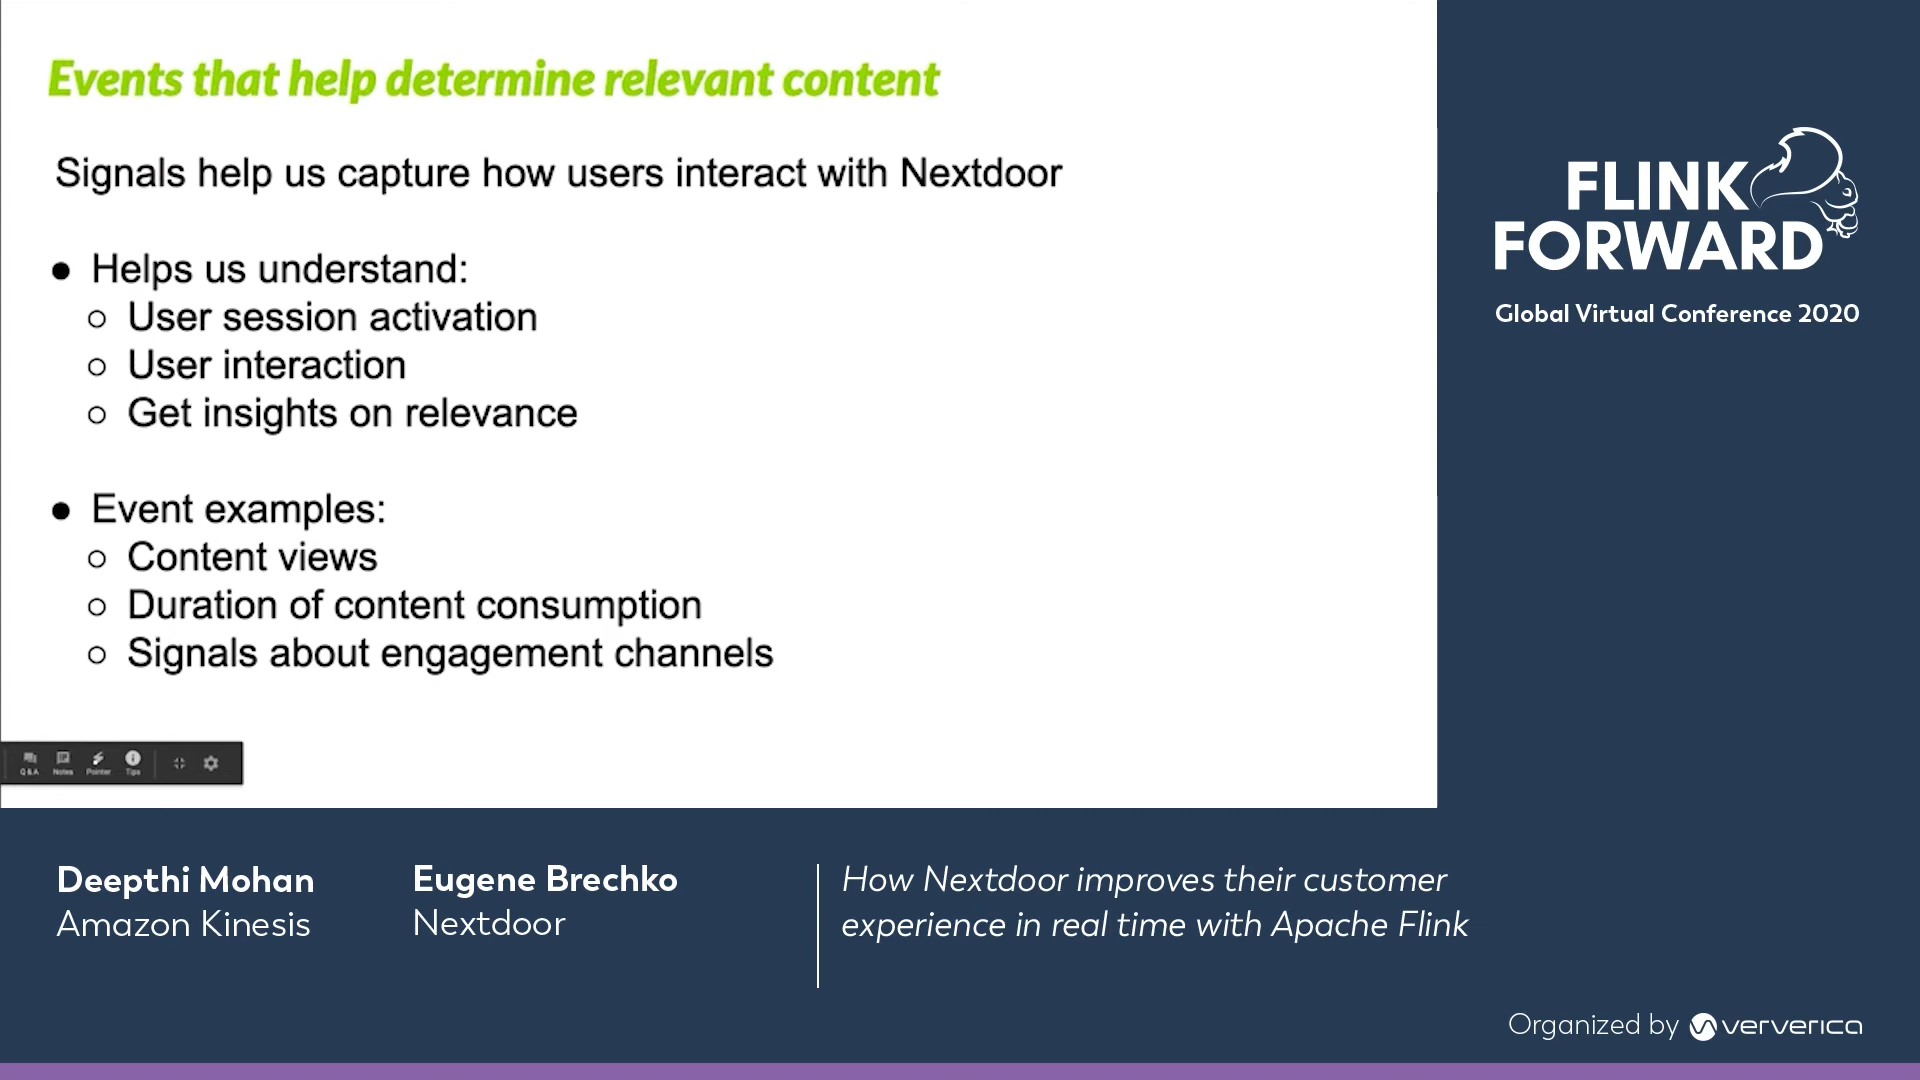 Events that help determine relevant content
Signals help us capture how users interact with Nextdoor
● Helps us understand:
○ User session activation
○ User interaction
○ Get insights on relevance
● Event examples:
○ Content views
○ Duration of content consumption
○ Signals about engagement channels
Q&A Notes Pointer Tips
FLINK
FORWARD
Global Virtual Conference 2020
Deepthi Mohan
Amazon Kinesis
Eugene Brechko
Nextdoor
How Nextdoor improves their customer
experience in real time with Apache Flink
Organized by ververica